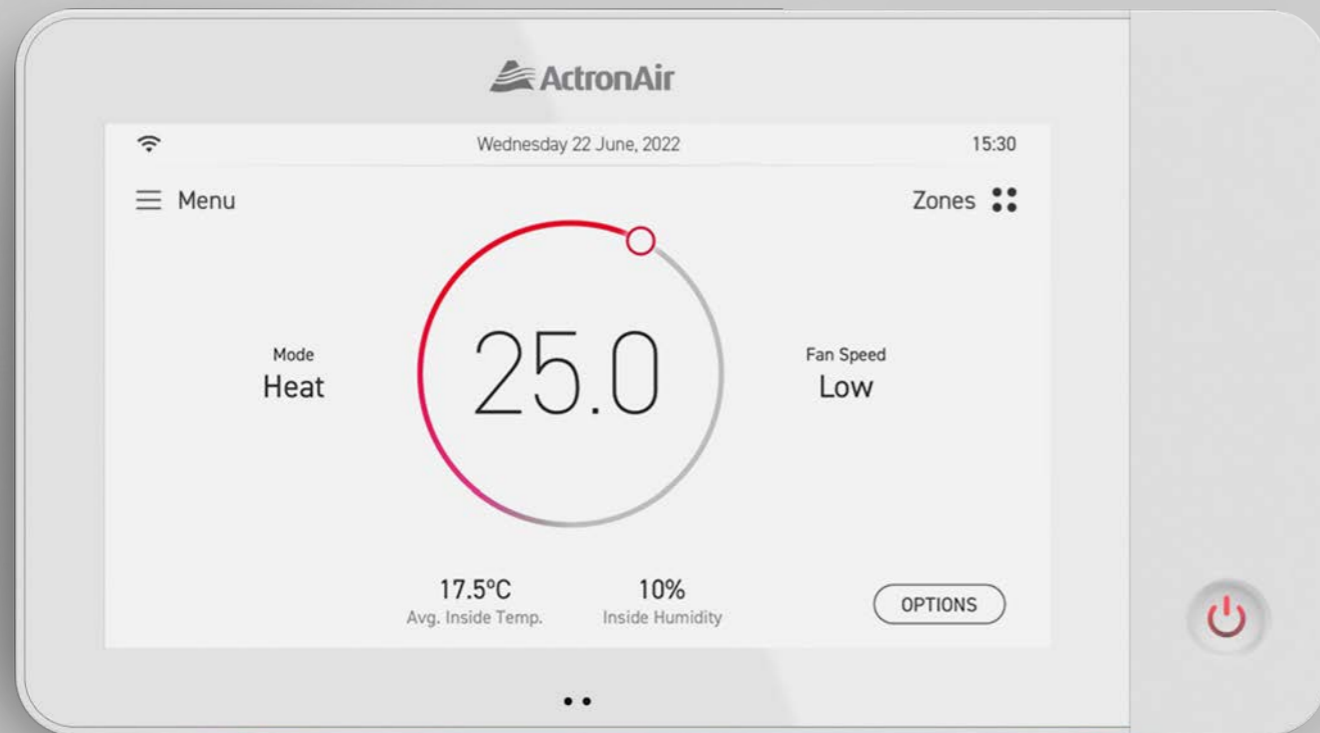 ActronAir
Wednesday 22 June, 2022
15:30
Menu
Zones
Mode
Heat
25.0
Fan Speed
Low
17.5ºC
Avg. Inside Temp.
10%
Inside Humidity
OPTIONS